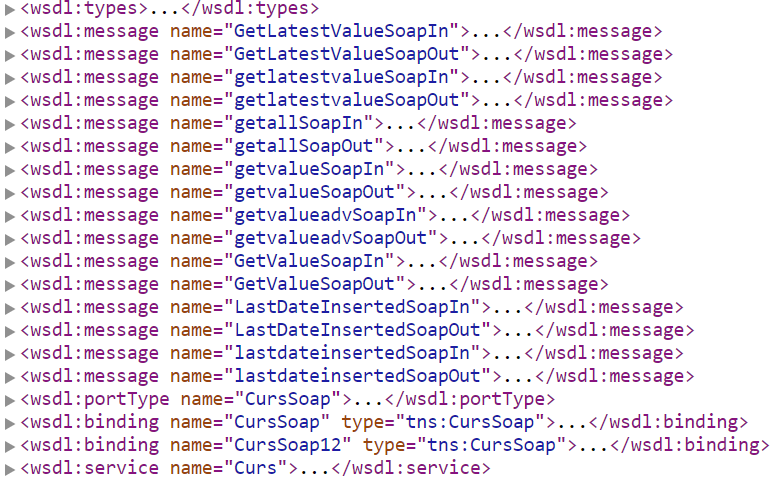 <wsdl:types>...</wsdl:types>
<wsdl:message name="GetLatestValueSoapIn">...</wsdl:message>
<wsdl:message name="GetLatestValueSoapOut">...</wsdl:message>
<wsdl:message name="getlatestvalueSoapIn">...</wsdl:message>
<wsdl:message name="getlatestvalueSoapOut">...</wsdl:message>
<wsdl:message name="getallSoapIn">...</wsdl:message>
<wsdl:message name="getallSoapOut">...</wsdl:message>
<wsdl:message name="getvalueSoapIn">...</wsdl:message>
<wsdl:message name="getvalueSoapOut">...</wsdl:message>
<wsdl:message name="getvalueadvSoapIn">...</wsdl:message>
<wsdl:message name="getvalueadvSoapOut">...</wsdl:message>
<wsdl:message name="GetValueSoapIn">...</wsdl:message>
<wsdl:message name="GetValueSoapOut">...</wsdl:message>
<wsdl:message name="LastDateInsertedSoapIn">...</wsdl:message>
<wsdl:message name="LastDateInsertedSoapOut">...</wsdl:message>
<wsdl:message name="lastdateinsertedSoapIn">...</wsdl:message>
<wsdl:message name="lastdateinsertedSoapOut">...</wsdl:message>
<wsdl:portType name="CursSoap">...</wsdl:portType>
<wsdl:binding name="CursSoap" type="tns:CursSoap">...</wsdl:binding>
<wsdl:binding name="CursSoap12" type="tns:CursSoap">...</wsdl:binding>
<wsdl:service name="Curs">...</wsdl:service>